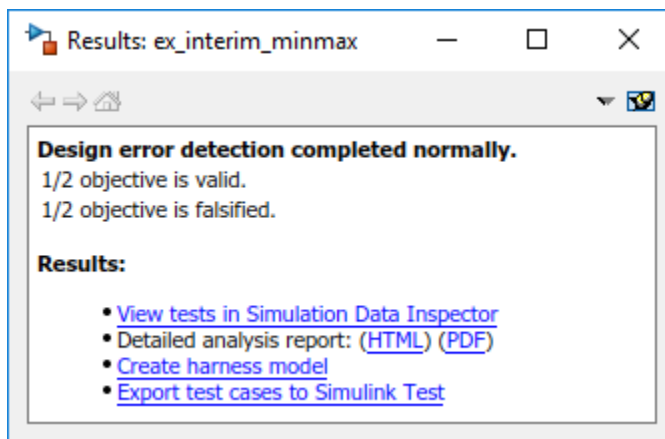 Results: ex_interim_minmax
Design error detection completed normally.
1/2 objective is valid.
1/2 objective is falsified.
Results:
• View tests in Simulation Data Inspector
• Detailed analysis report: (HTML) (PDF)
• Create harness model
• Export test cases to Simulink Test